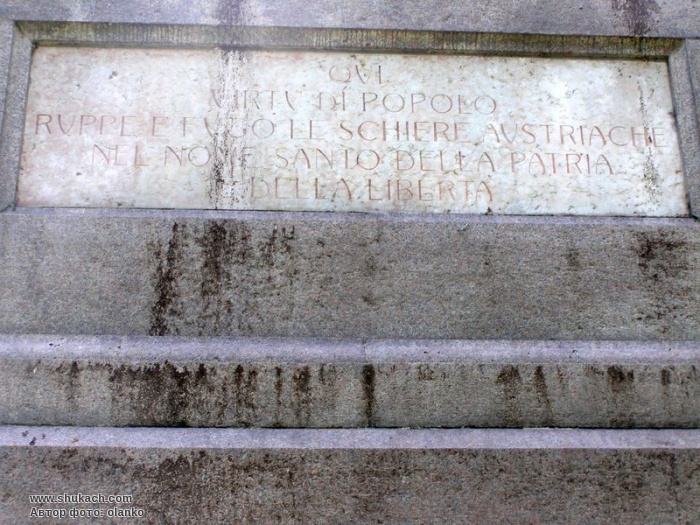 QVI
VIRTV DI POPOLO
RVPPE E FVGO LE SCHIERE AVSTRIACHE
NEL NOME SANTO DELLA PATRIA
DELLA LIBERTA
www.shukach.com
Автор фото: olanko